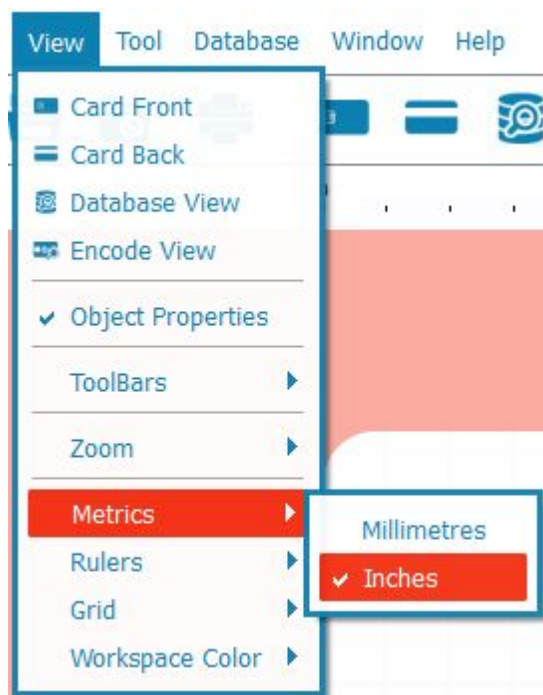 View Tool Database Window Help
Card Front
Card Back
Database View
Encode View
Object Properties
ToolBars
Zoom
Metrics
Millimetres
Rulers
Inches
Grid
Workspace Color